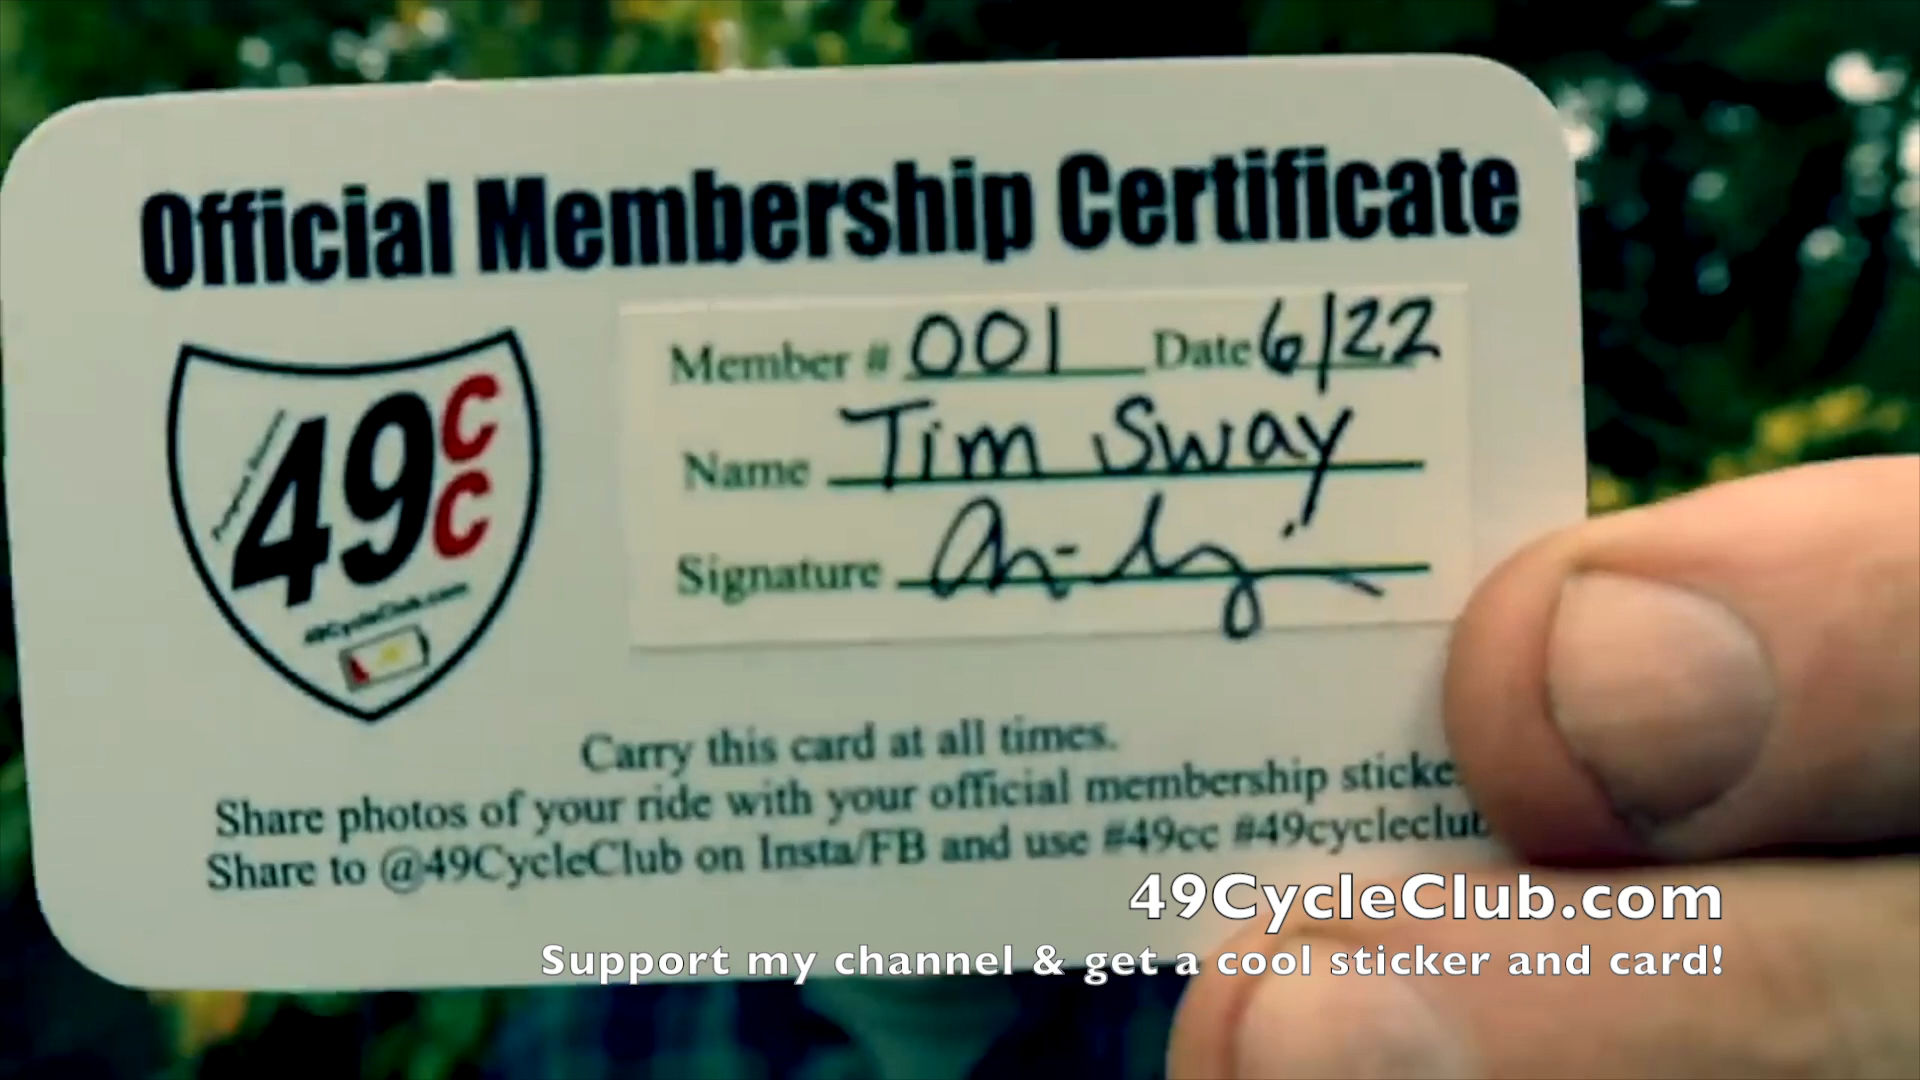 Official Membership Certificate
Member # 001 Date 6/22
Name Tim Sway
Signature
49CC
49CycleClub.com
Carry this card at all times.
Share photos of your ride with your official membership sticke
Share to @49CycleClub on Insta/FB and use #49cc #49cycleclub
49CycleClub.com
Support my channel & get a cool sticker and card!